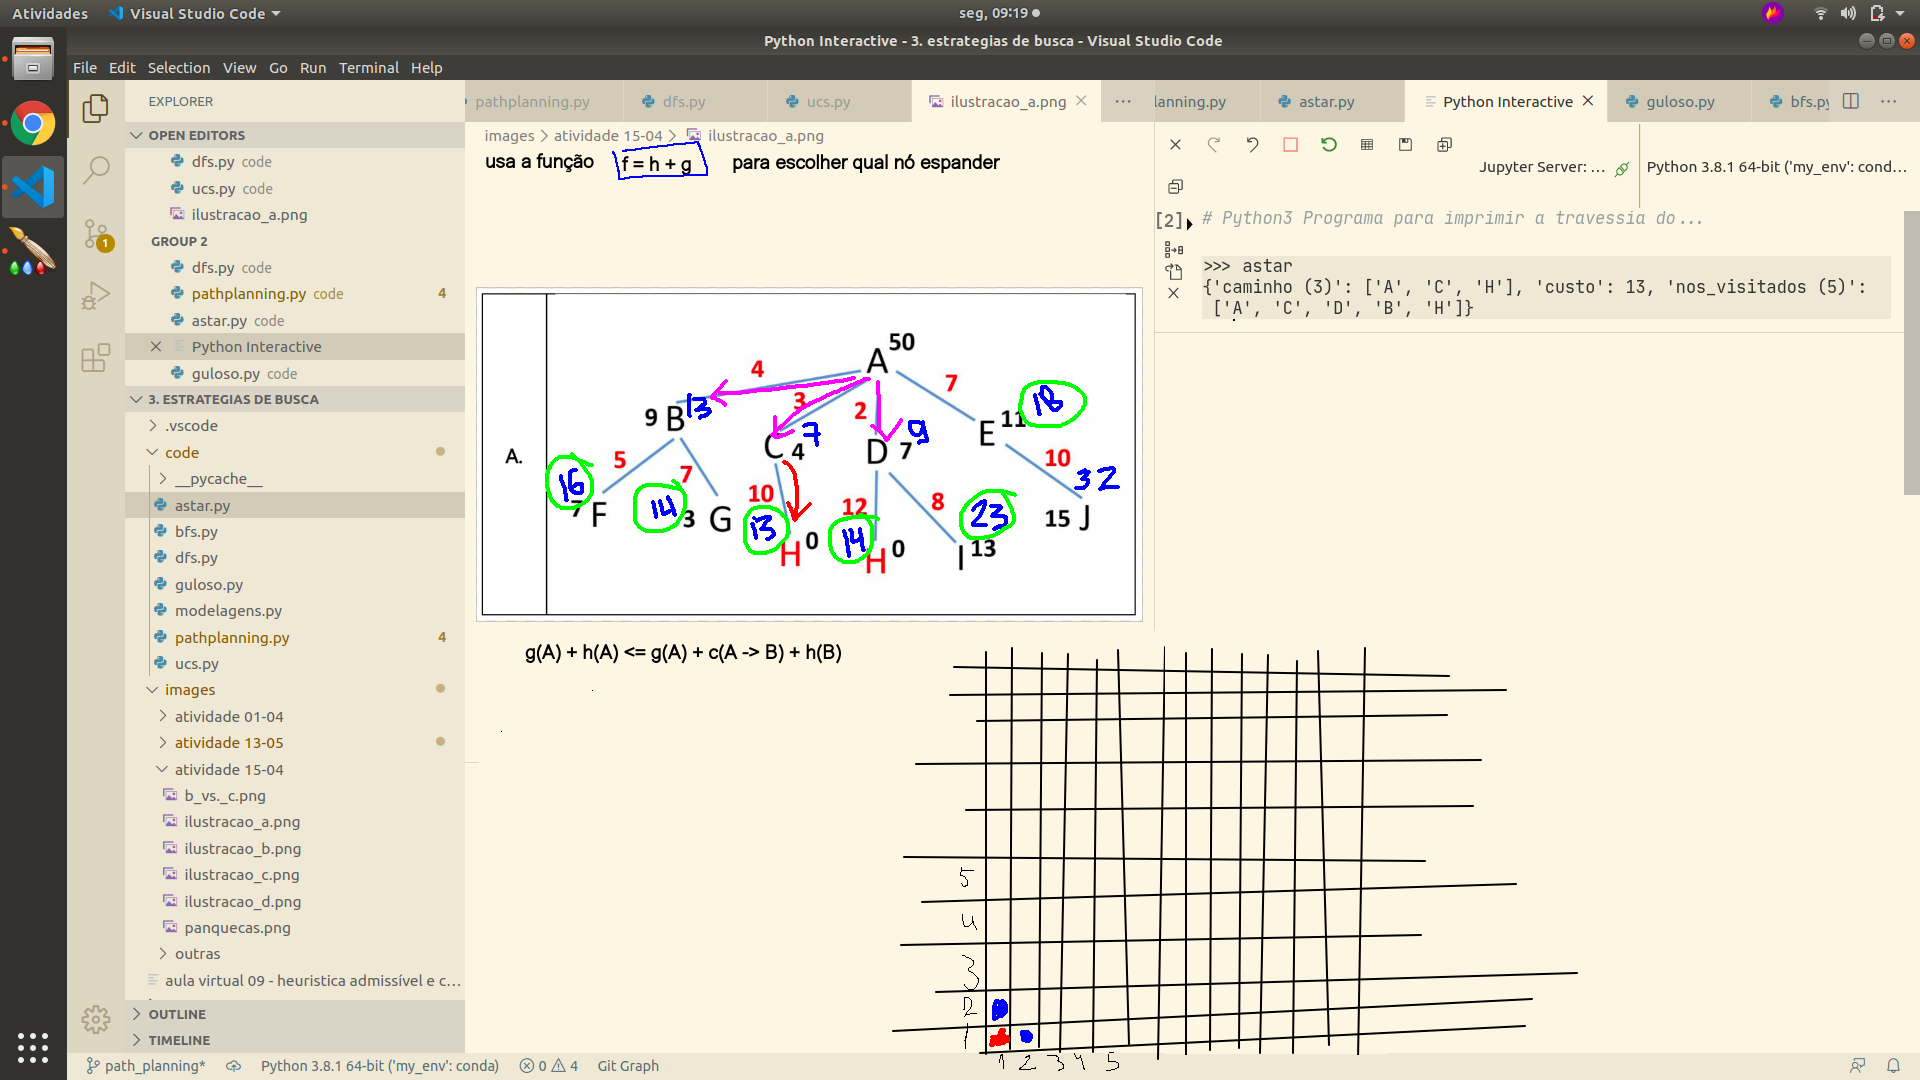 Atividades Visual Studio Code seg, 09:19
Python Interactive - 3. estrategias de busca - Visual Studio Code
File Edit Selection View Go Run Terminal Help
EXPLORER
OPEN EDITORS
dfs.py code
ucs.py code
ilustracao_a.png
GROUP 2
dfs.py code
pathplanning.py code 4
astar.py code
Python Interactive
guloso.py code
3. ESTRATEGIAS DE BUSCA
.vscode
code
__pycache__
astar.py
bfs.py
dfs.py
guloso.py
modelagens.py
pathplanning.py 4
ucs.py
images
atividade 01-04
atividade 13-05
atividade 15-04
b_vs._c.png
ilustracao_a.png
ilustracao_b.png
ilustracao_c.png
ilustracao_d.png
panquecas.png
outras
aula virtual 09 - heuristica admissível e c...
OUTLINE
TIMELINE
1
pathplanning.py dfs.py ucs.py ilustracao_a.png ...
images > atividade 15-04 > ilustracao_a.png
usa a função f = h + g para escolher qual nó espander
A 50
4 3 2 7
9 B 13
C 4 7
D 7 9
E 11 18
A.
5 7 10 12 8 10
16 7 F
14 3 G
13 H 0
14 H 0
23 I 13
32 15 J
g(A) + h(A) <= g(A) + c(A -> B) + h(B)
lanning.py astar.py Python Interactive guloso.py bfs.py ...
Jupyter Server: ... Python 3.8.1 64-bit ('my_env': cond...
[2] # Python3 Programa para imprimir a travessia do...
>>> astar
{'caminho (3)': ['A', 'C', 'H'], 'custo': 13, 'nos_visitados (5)':
['A', 'C', 'D', 'B', 'H']}
5
4
3
2
1
1 2 3 4 5
path_planning* Python 3.8.1 64-bit ('my_env': conda) 0 4 Git Graph